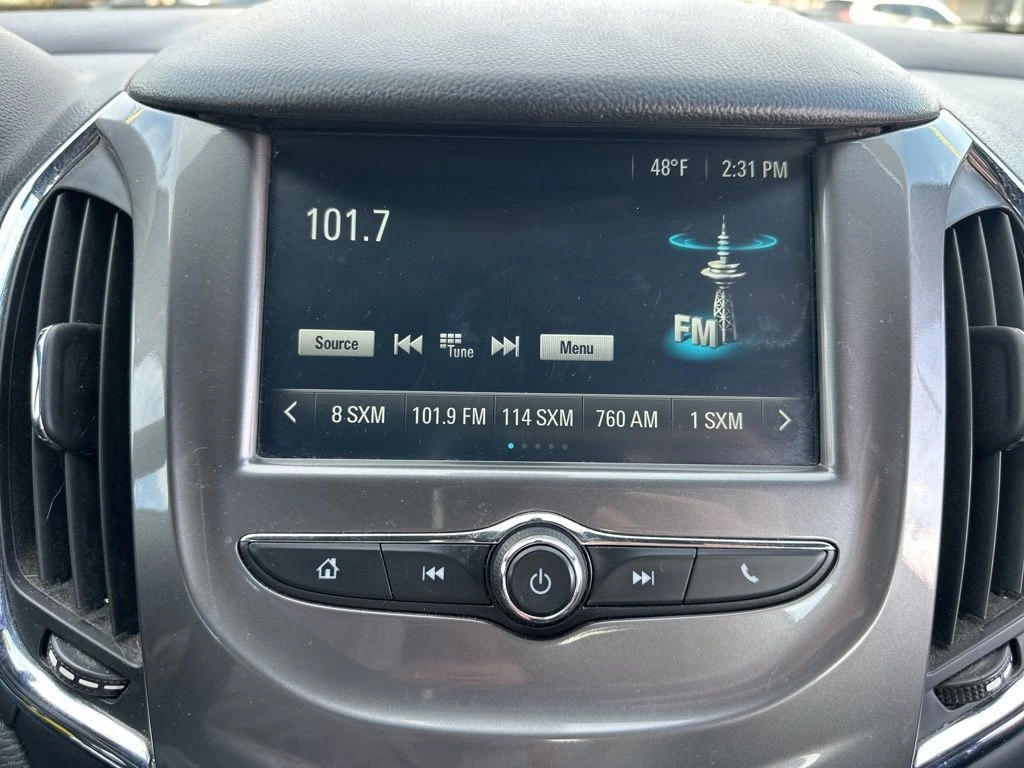 48°F 2:31 PM
101.7
FM
Source Tune Menu
8 SXM 101.9 FM 114 SXM 760 AM 1 SXM